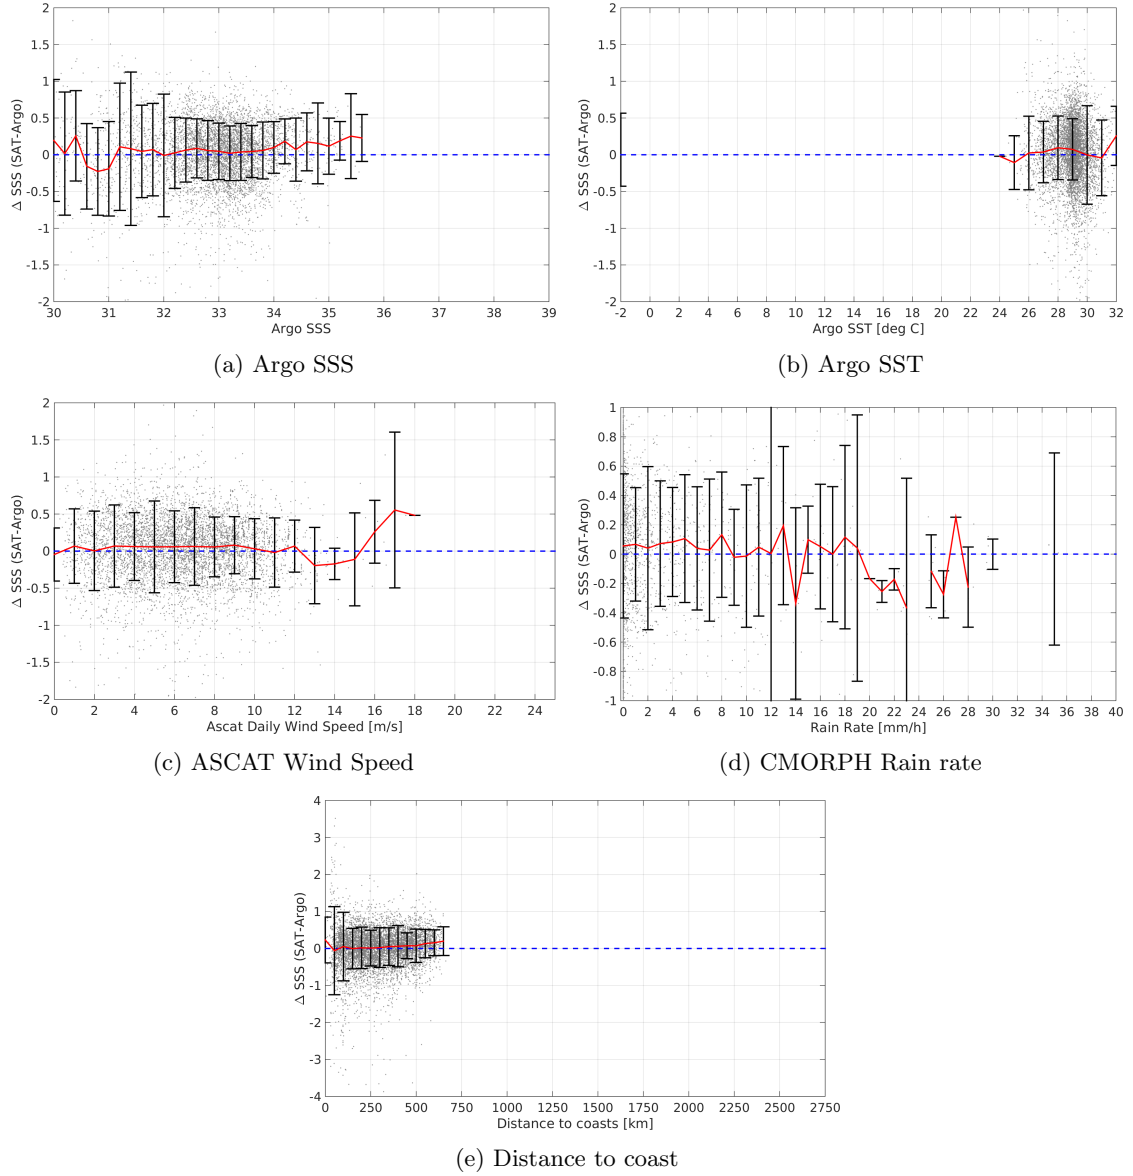 2
1.5
1
0.5
0
-0.5
-1
-1.5
-2
Δ SSS (SAT-Argo)
30 31 32 33 34 35 36 37 38 39
Argo SSS
(a) Argo SSS
2
1.5
1
0.5
0
-0.5
-1
-1.5
-2
Δ SSS (SAT-Argo)
-2 0 2 4 6 8 10 12 14 16 18 20 22 24 26 28 30 32
Argo SST [deg C]
(b) Argo SST
2
1.5
1
0.5
0
-0.5
-1
-1.5
-2
Δ SSS (SAT-Argo)
0 2 4 6 8 10 12 14 16 18 20 22 24
Ascat Daily Wind Speed [m/s]
(c) ASCAT Wind Speed
1
0.8
0.6
0.4
0.2
0
-0.2
-0.4
-0.6
-0.8
-1
Δ SSS (SAT-Argo)
0 2 4 6 8 10 12 14 16 18 20 22 24 26 28 30 32 34 36 38 40
Rain Rate [mm/h]
(d) CMORPH Rain rate
4
3
2
1
0
-1
-2
-3
-4
Δ SSS (SAT-Argo)
0 250 500 750 1000 1250 1500 1750 2000 2250 2500 2750
Distance to coasts [km]
(e) Distance to coast